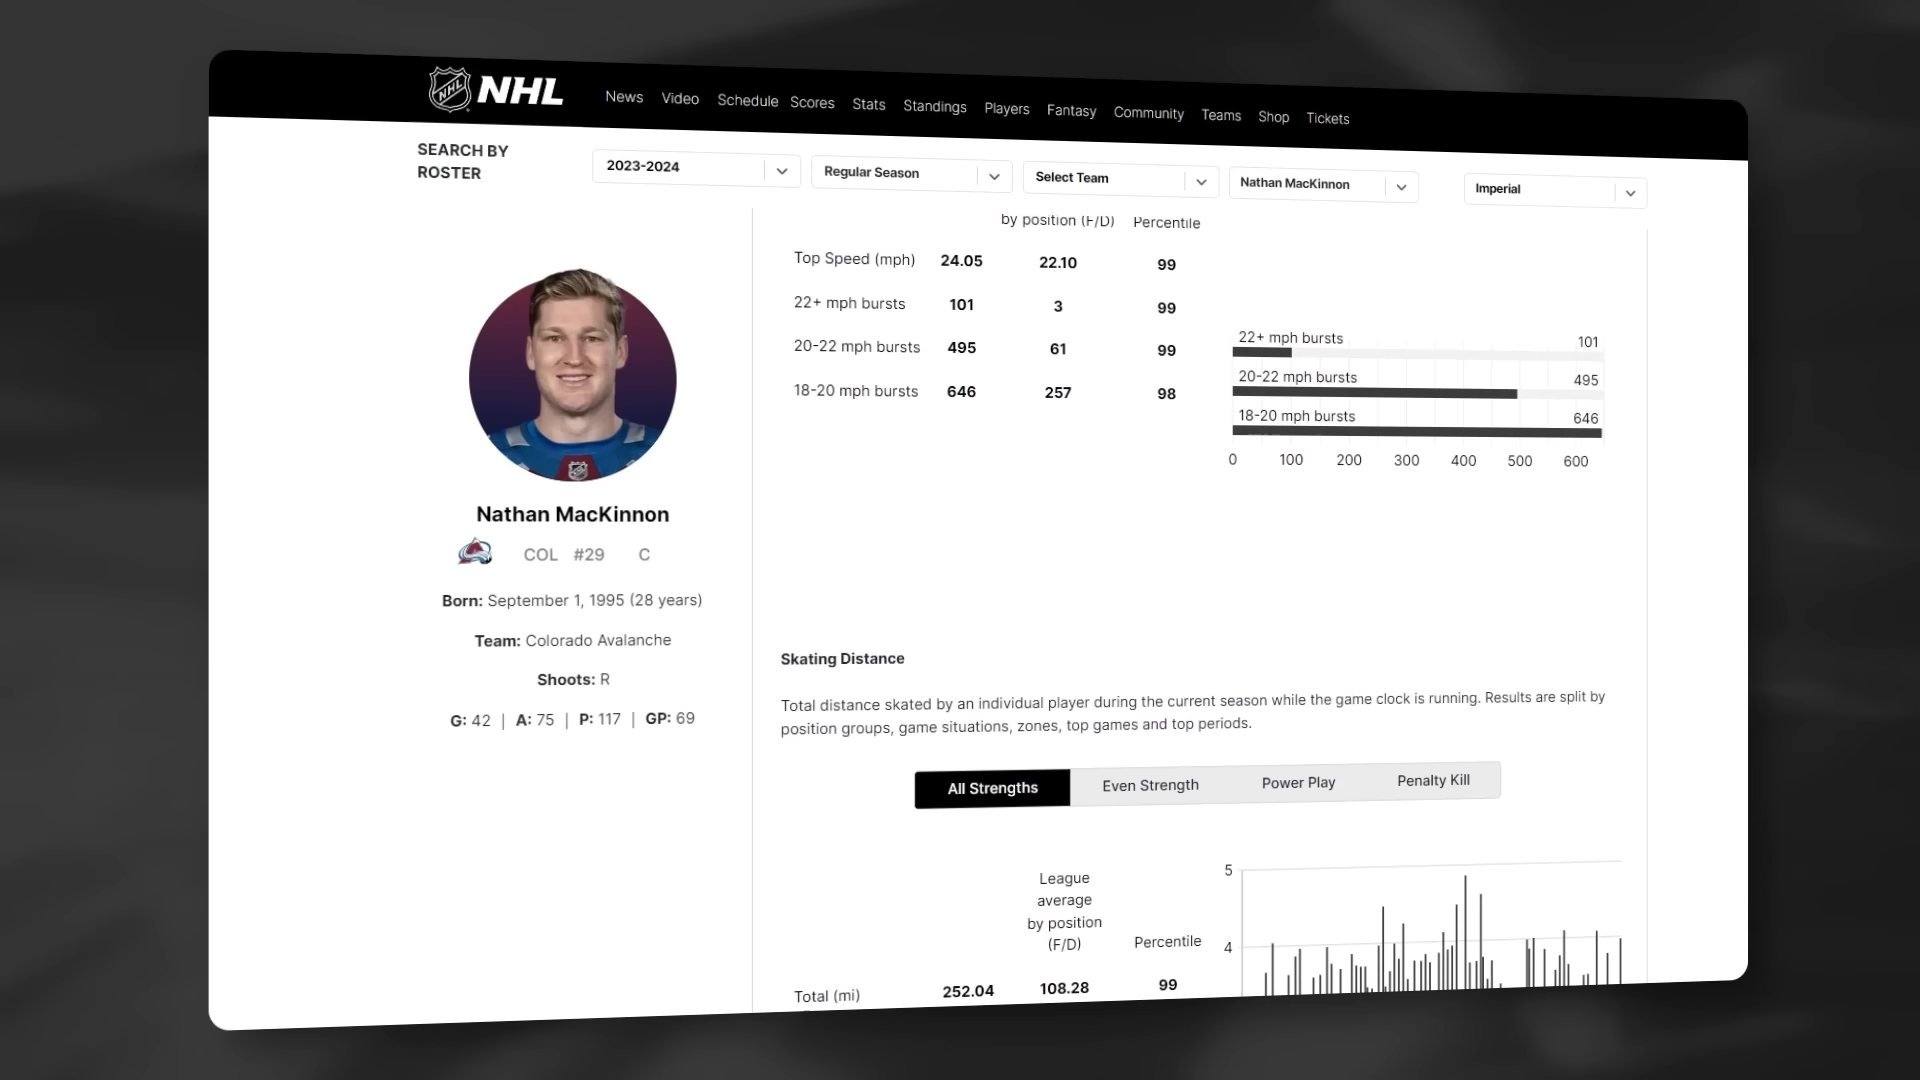 NHL NHL News Video Schedule Scores Stats Standings Players Fantasy Community Teams Shop Tickets
SEARCH BY
ROSTER
2023-2024 Regular Season Select Team Nathan MacKinnon Imperial
by position (F/D) Percentile
Top Speed (mph) 24.05 22.10 99
22+ mph bursts 101 3 99
20-22 mph bursts 495 61 99
18-20 mph bursts 646 257 98
22+ mph bursts 101
20-22 mph bursts 495
18-20 mph bursts 646
0 100 200 300 400 500 600
Nathan MacKinnon
COL #29 C
Born: September 1, 1995 (28 years)
Team: Colorado Avalanche
Shoots: R
G: 42 | A: 75 | P: 117 | GP: 69
Skating Distance
Total distance skated by an individual player during the current season while the game clock is running. Results are split by
position groups, game situations, zones, top games and top periods.
All Strengths Even Strength Power Play Penalty Kill
League
average
by position
(F/D) Percentile
Total (mi) 252.04 108.28 99
5
4